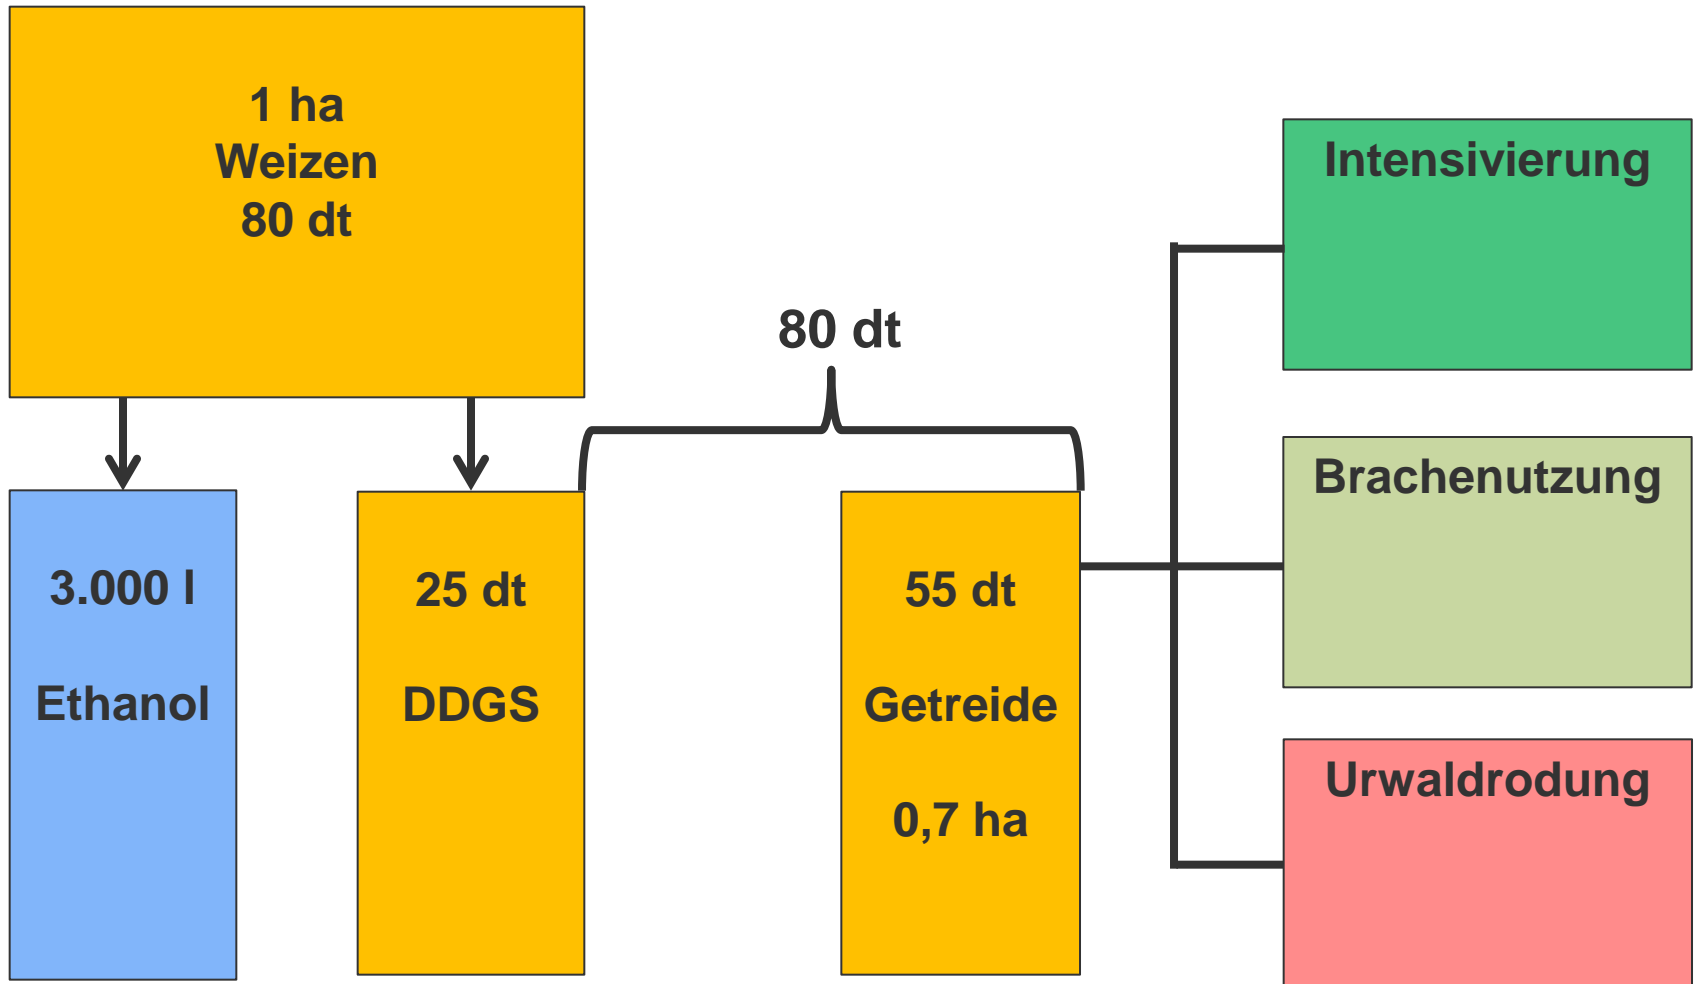 1 ha
Weizen
80 dt
80 dt
3.000 l
Ethanol
25 dt
DDGS
55 dt
Getreide
0,7 ha
Intensivierung
Brachenutzung
Urwaldrodung